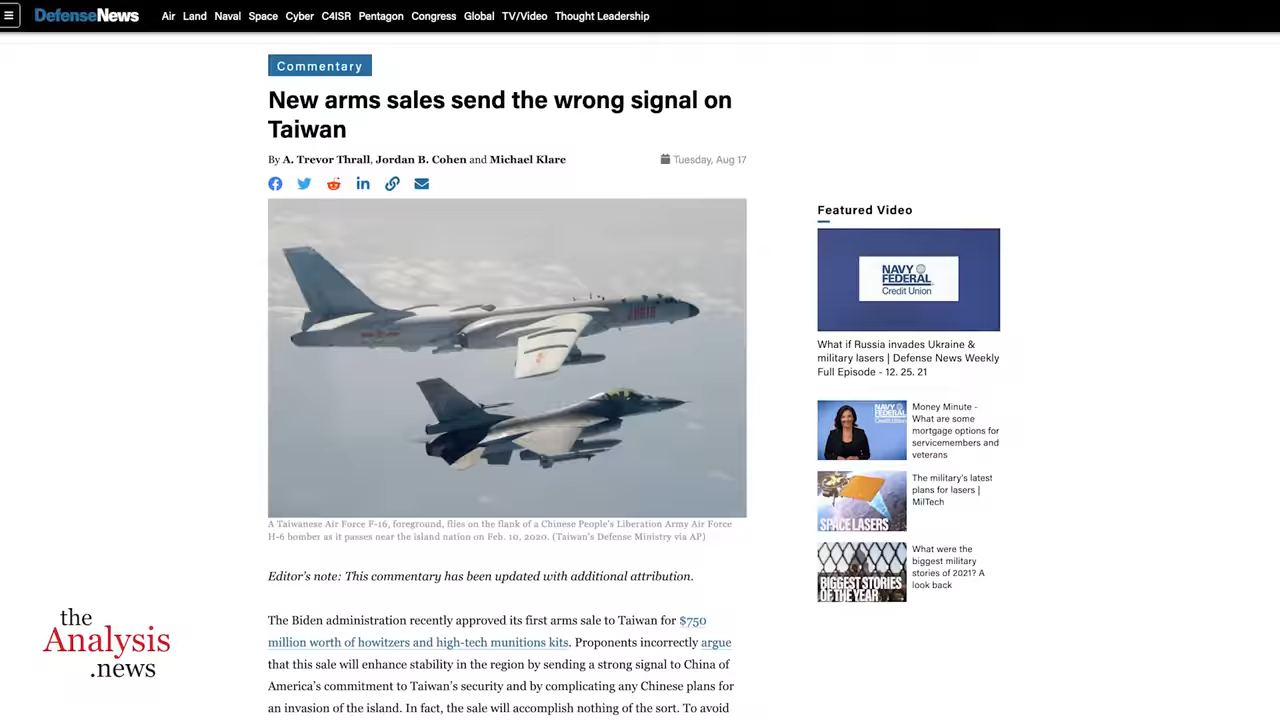 DefenseNews Air Land Naval Space Cyber C4ISR Pentagon Congress Global TV/Video Thought Leadership
Commentary
New arms sales send the wrong signal on
Taiwan
By A. Trevor Thrall, Jordan B. Cohen and Michael Klare
Tuesday, Aug 17
A Taiwanese Air Force F-16, foreground, flies on the flank of a Chinese People's Liberation Army Air Force
H-6 bomber as it passes near the island nation on Feb. 10, 2020. (Taiwan's Defense Ministry via AP)
Editor's note: This commentary has been updated with additional attribution.
The Biden administration recently approved its first arms sale to Taiwan for $750
million worth of howitzers and high-tech munitions kits. Proponents incorrectly argue
that this sale will enhance stability in the region by sending a strong signal to China of
America's commitment to Taiwan's security and by complicating any Chinese plans for
an invasion of the island. In fact, the sale will accomplish nothing of the sort. To avoid
Featured Video
NAVY
FEDERAL
Credit Union
What if Russia invades Ukraine &
military lasers | Defense News Weekly
Full Episode - 12. 25. 21
NAVY
FEDERAL
Money Minute -
What are some
mortgage options for
servicemembers and
veterans
SPACE LASERS
The military's latest
plans for lasers |
MilTech
BIGGEST STORIES
OF THE YEAR
What were the
biggest military
stories of 2021? A
look back
the
Analysis
.news